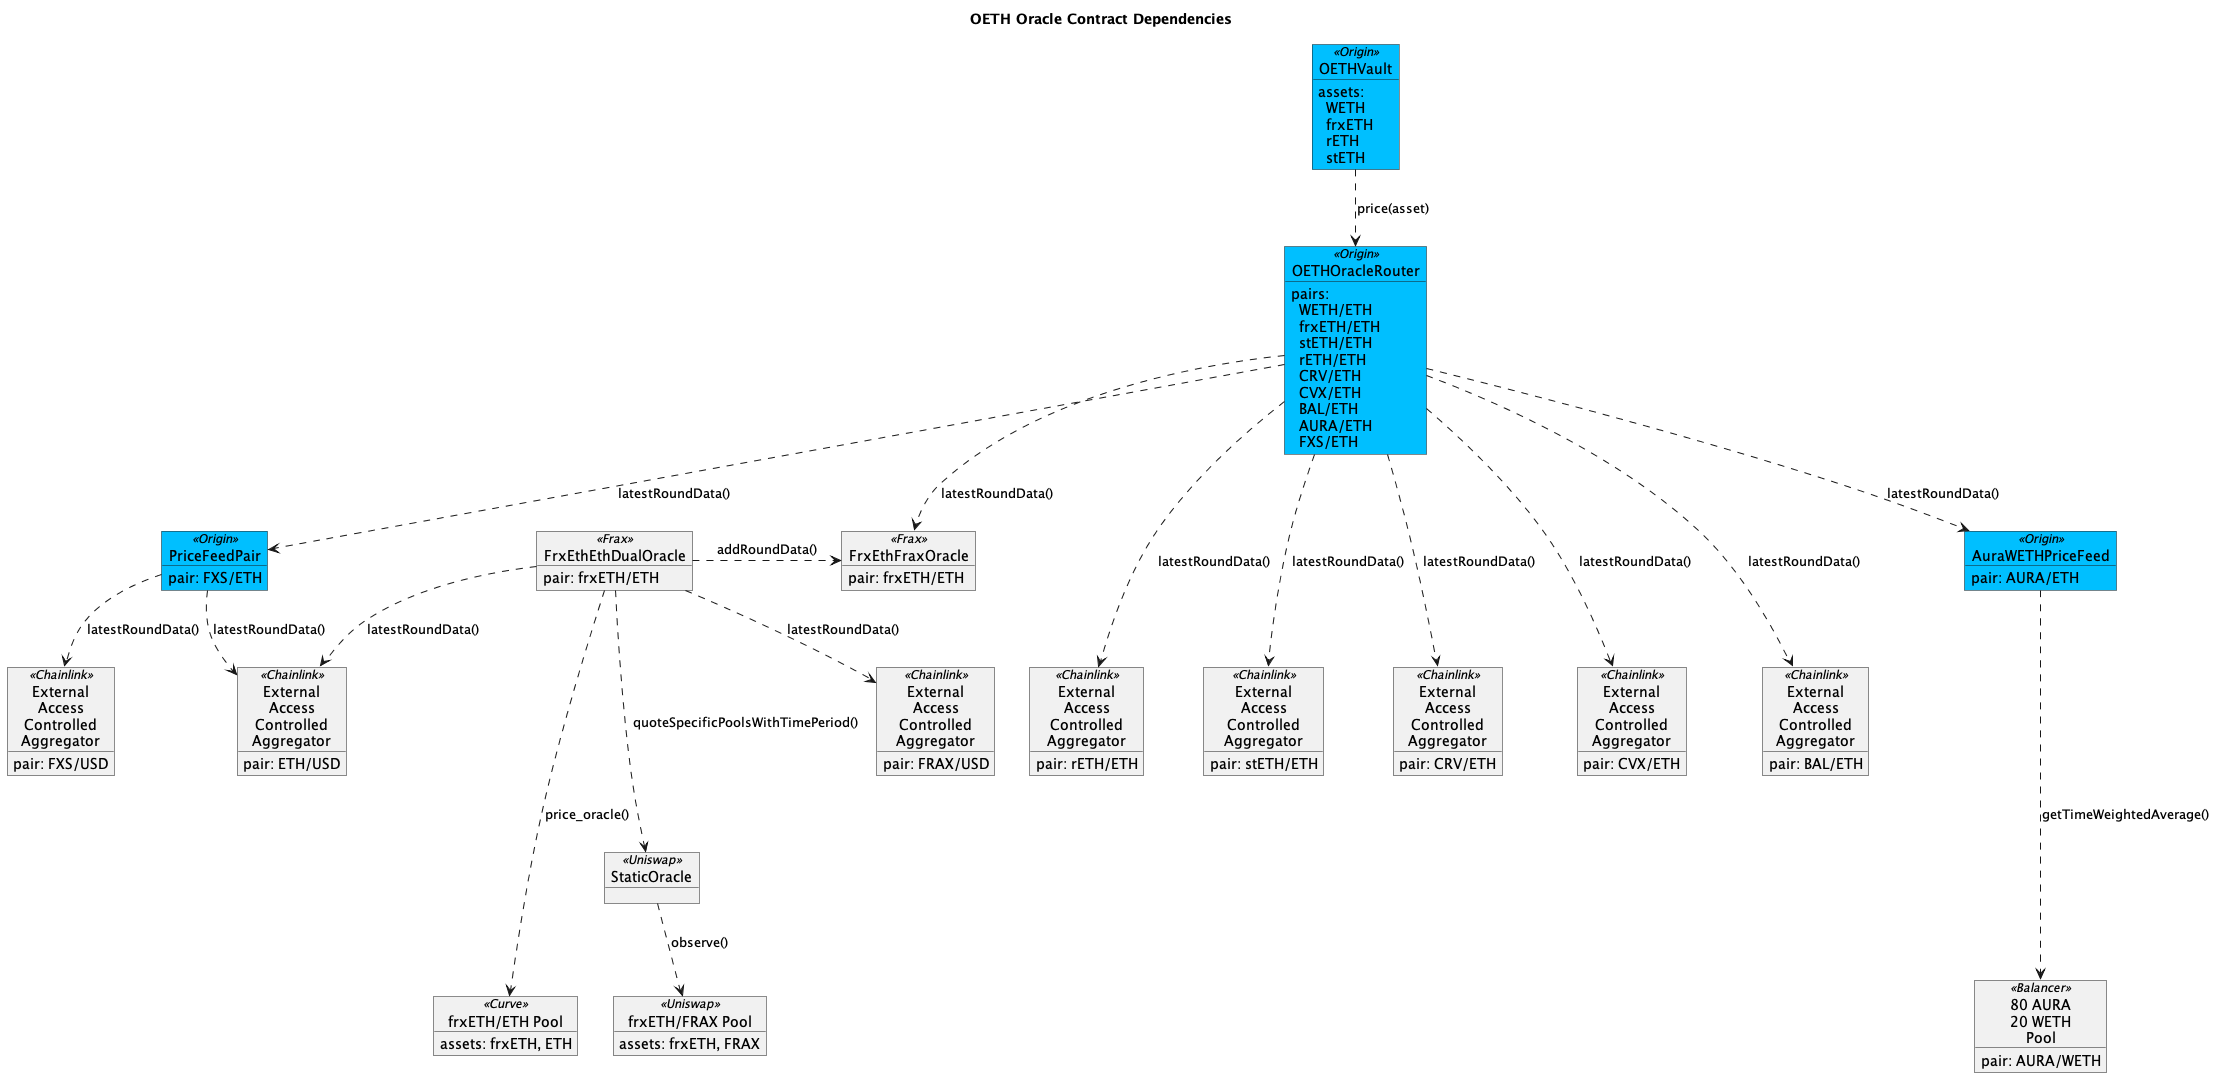 OETH Oracle Contract Dependencies
«Origin»
OETHVault
assets:
WETH
frxETH
rETH
stETH
price(asset)
«Origin»
OETHOracleRouter
pairs:
WETH/ETH
frxETH/ETH
stETH/ETH
rETH/ETH
CRV/ETH
CVX/ETH
BAL/ETH
AURA/ETH
FXS/ETH
latestRoundData()
latestRoundData()
latestRoundData()
«Origin»
PriceFeedPair
pair: FXS/ETH
«Frax»
FrxEthEthDualOracle
pair: frxETH/ETH
addRoundData()
«Frax»
FrxEthFraxOracle
pair: frxETH/ETH
latestRoundData()
latestRoundData()
latestRoundData()
latestRoundData()
latestRoundData()
«Origin»
AuraWETHPriceFeed
pair: AURA/ETH
latestRoundData()
latestRoundData()
latestRoundData()
latestRoundData()
«Chainlink»
External
Access
Controlled
Aggregator
pair: FXS/USD
«Chainlink»
External
Access
Controlled
Aggregator
pair: ETH/USD
quoteSpecificPoolsWithTimePeriod()
«Chainlink»
External
Access
Controlled
Aggregator
pair: FRAX/USD
«Chainlink»
External
Access
Controlled
Aggregator
pair: rETH/ETH
«Chainlink»
External
Access
Controlled
Aggregator
pair: stETH/ETH
«Chainlink»
External
Access
Controlled
Aggregator
pair: CRV/ETH
«Chainlink»
External
Access
Controlled
Aggregator
pair: CVX/ETH
«Chainlink»
External
Access
Controlled
Aggregator
pair: BAL/ETH
price_oracle()
getTimeWeightedAverage()
«Uniswap»
StaticOracle
observe()
«Curve»
frxETH/ETH Pool
assets: frxETH, ETH
«Uniswap»
frxETH/FRAX Pool
assets: frxETH, FRAX
«Balancer»
80 AURA
20 WETH
Pool
pair: AURA/WETH